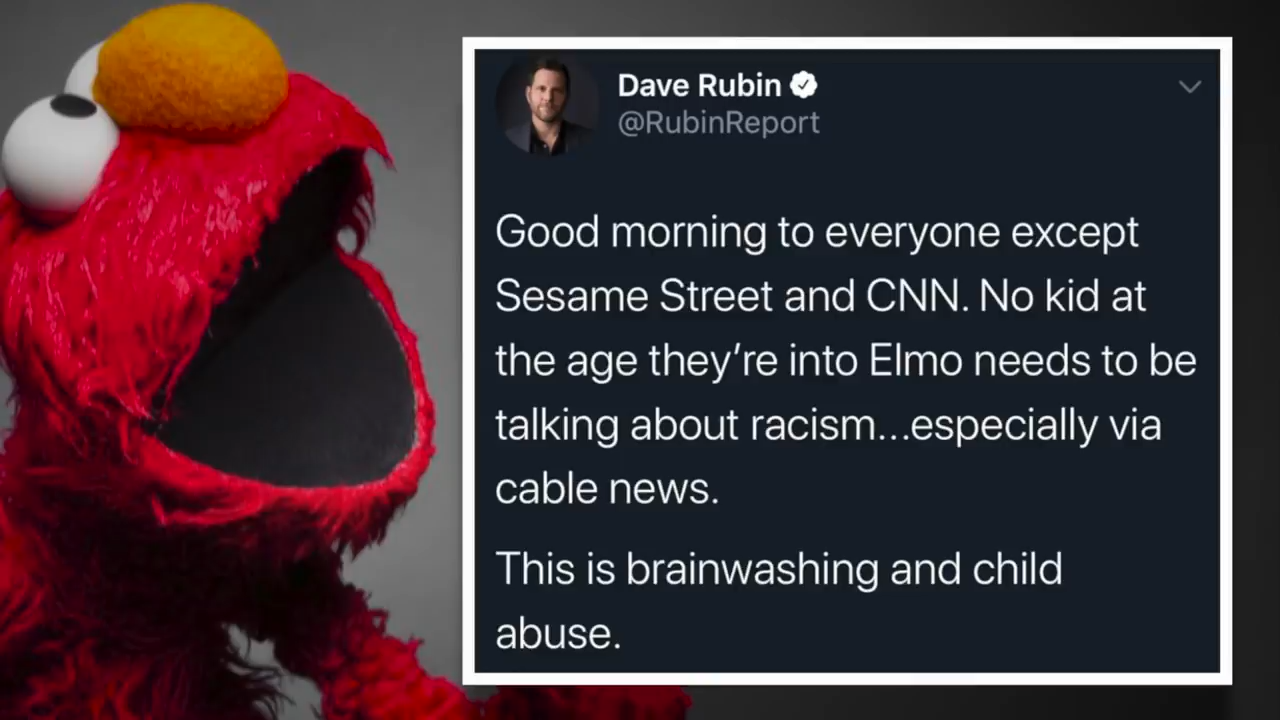 Dave Rubin
@RubinReport
Good morning to everyone except
Sesame Street and CNN. No kid at
the age they’re into Elmo needs to be
talking about racism...especially via
cable news.
This is brainwashing and child
abuse.